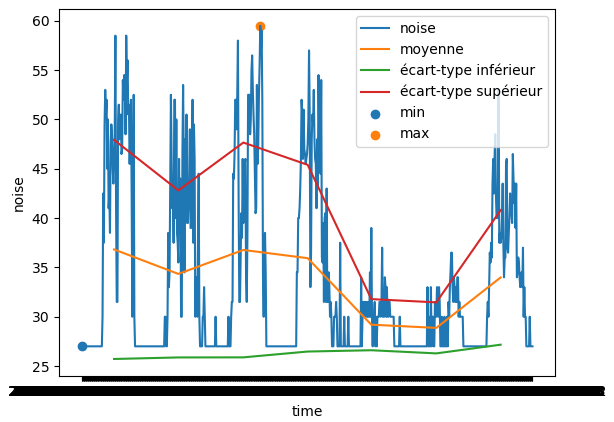 noise
moyenne
écart-type inférieur
écart-type supérieur
min
max
60
55
50
45
40
35
30
25
noise
time